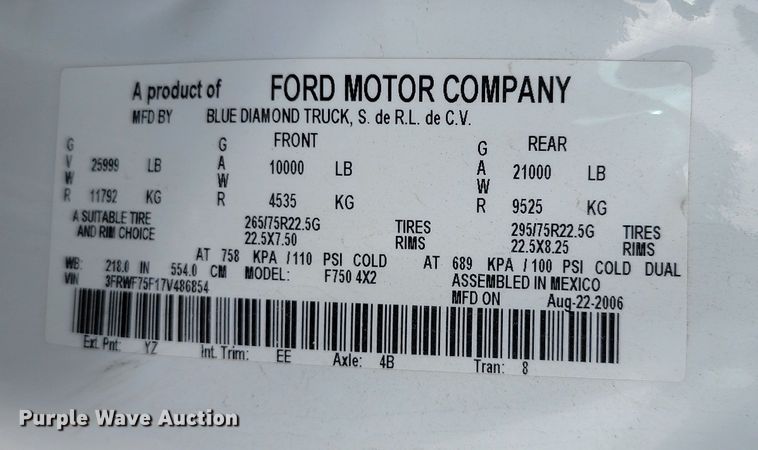 A product of FORD MOTOR COMPANY
MFD BY BLUE DIAMOND TRUCK, S. de R.L. de C.V.
GVWR 25999 LB 11792 KG
GAWR FRONT 10000 LB 4535 KG
GAWR REAR 21000 LB 9525 KG
A SUITABLE TIRE AND RIM CHOICE
265/75R22.5G TIRES 295/75R22.5G TIRES
22.5X7.50 RIMS 22.5X8.25 RIMS
AT 758 KPA /110 PSI COLD AT 689 KPA / 100 PSI COLD DUAL
WB: 218.0 IN 554.0 CM MODEL: F750 4X2 ASSEMBLED IN MEXICO
VIN 3FRWF75F17V486854 MFD ON Aug-22-2006
Ext. Pnt: YZ Int. Trim: EE Axle: 4B Tran: 8
Purple Wave Auction